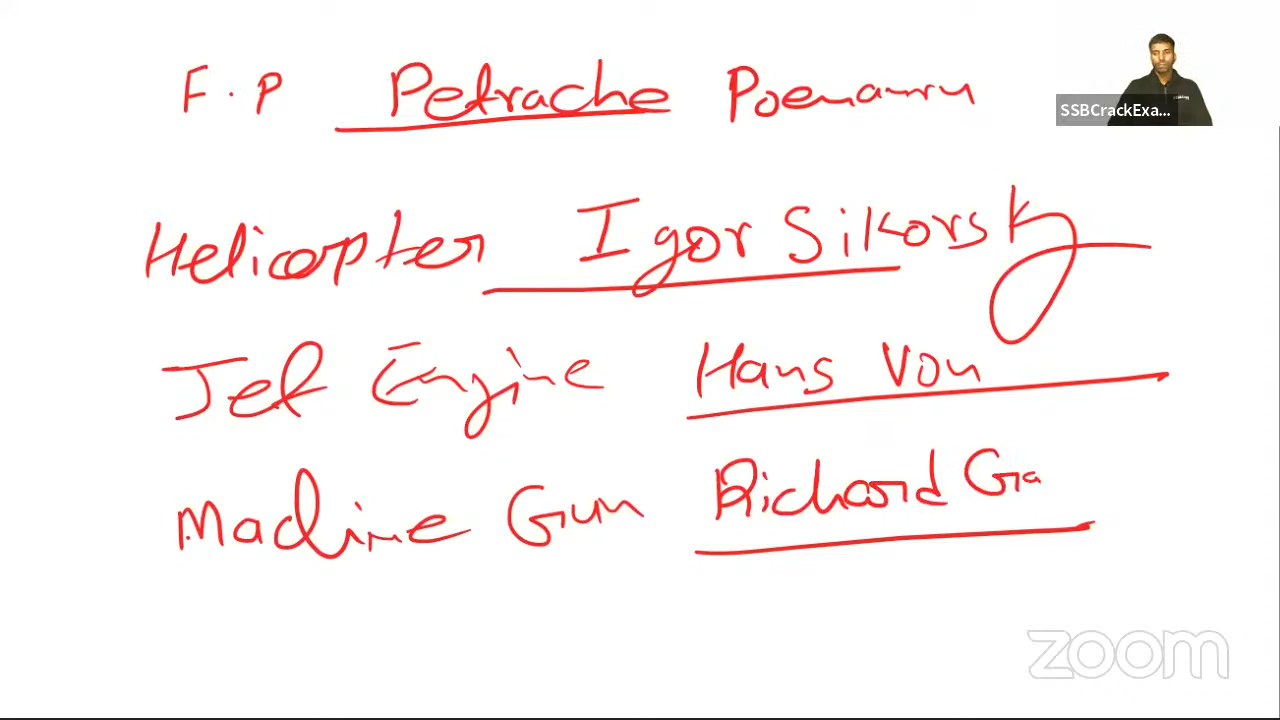 F.P Petrache Poenaru
SSBCrackExa...
Helicopter Igor Sikorsky
Jet Engine Hans Von
Machine Gun Richard Ga
zoom